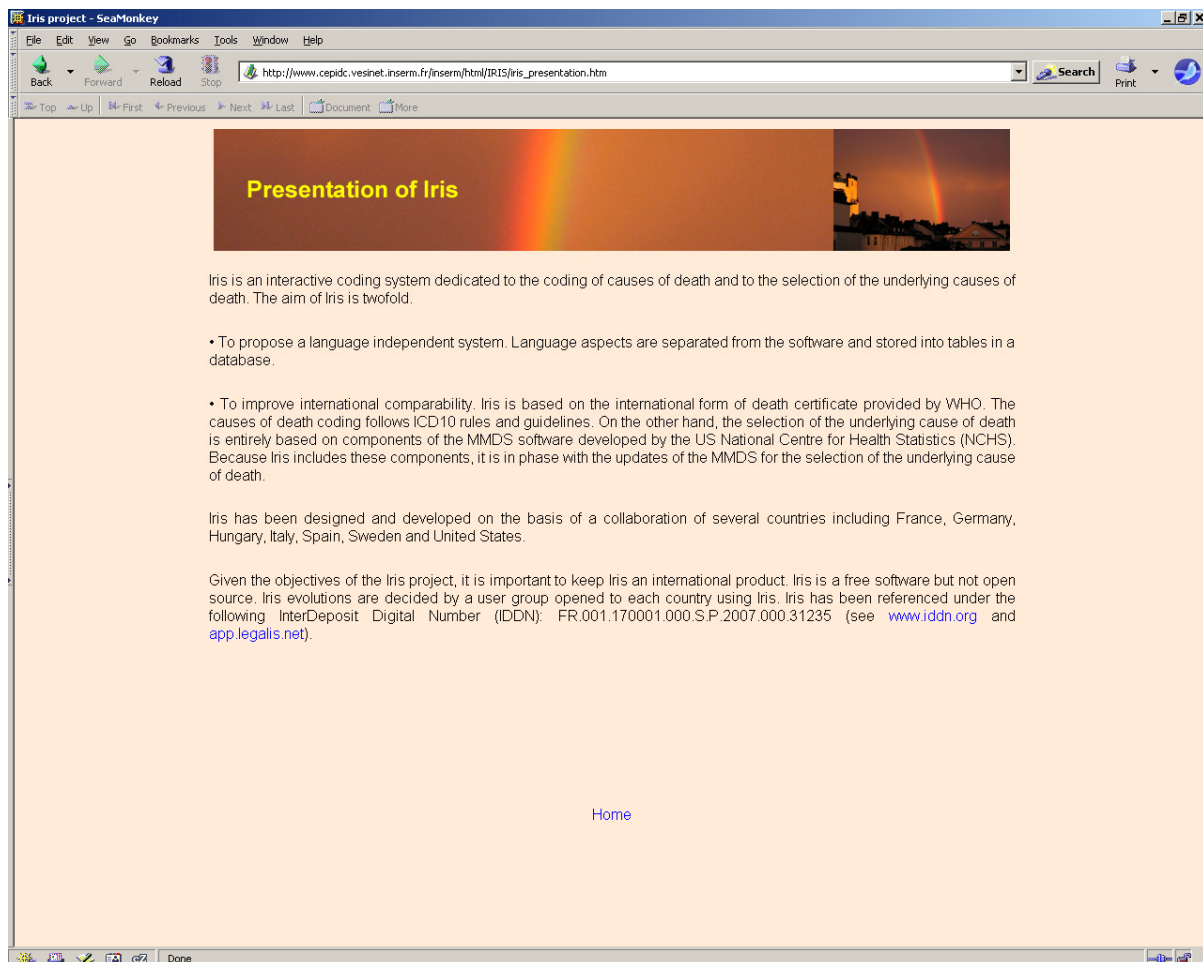 Iris project - SeaMonkey
File Edit View Go Bookmarks Tools Window Help
Back Forward Reload Stop http://www.cepidc.vesinet.inserm.fr/inserm/html/IRIS/iris_presentation.htm Search Print
Top Up First Previous Next Last Document More
Presentation of Iris
Iris is an interactive coding system dedicated to the coding of causes of death and to the selection of the underlying causes of
death. The aim of Iris is twofold.
• To propose a language independent system. Language aspects are separated from the software and stored into tables in a
database.
• To improve international comparability. Iris is based on the international form of death certificate provided by WHO. The
causes of death coding follows ICD10 rules and guidelines. On the other hand, the selection of the underlying cause of death
is entirely based on components of the MMDS software developed by the US National Centre for Health Statistics (NCHS).
Because Iris includes these components, it is in phase with the updates of the MMDS for the selection of the underlying cause
of death.
Iris has been designed and developed on the basis of a collaboration of several countries including France, Germany,
Hungary, Italy, Spain, Sweden and United States.
Given the objectives of the Iris project, it is important to keep Iris an international product. Iris is a free software but not open
source. Iris evolutions are decided by a user group opened to each country using Iris. Iris has been referenced under the
following InterDeposit Digital Number (IDDN): FR.001.170001.000.S.P.2007.000.31235 (see www.iddn.org and
app.legalis.net).
Home
Done